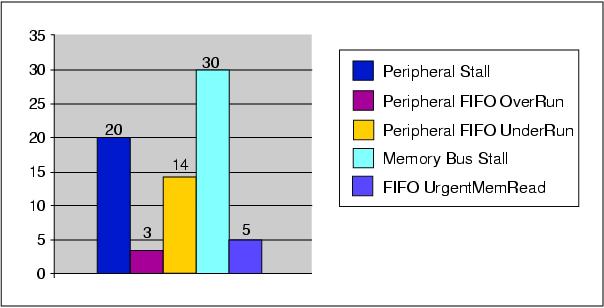 35
30
25
20
15
10
5
0
20
3
14
30
5
Peripheral Stall
Peripheral FIFO OverRun
Peripheral FIFO UnderRun
Memory Bus Stall
FIFO UrgentMemRead